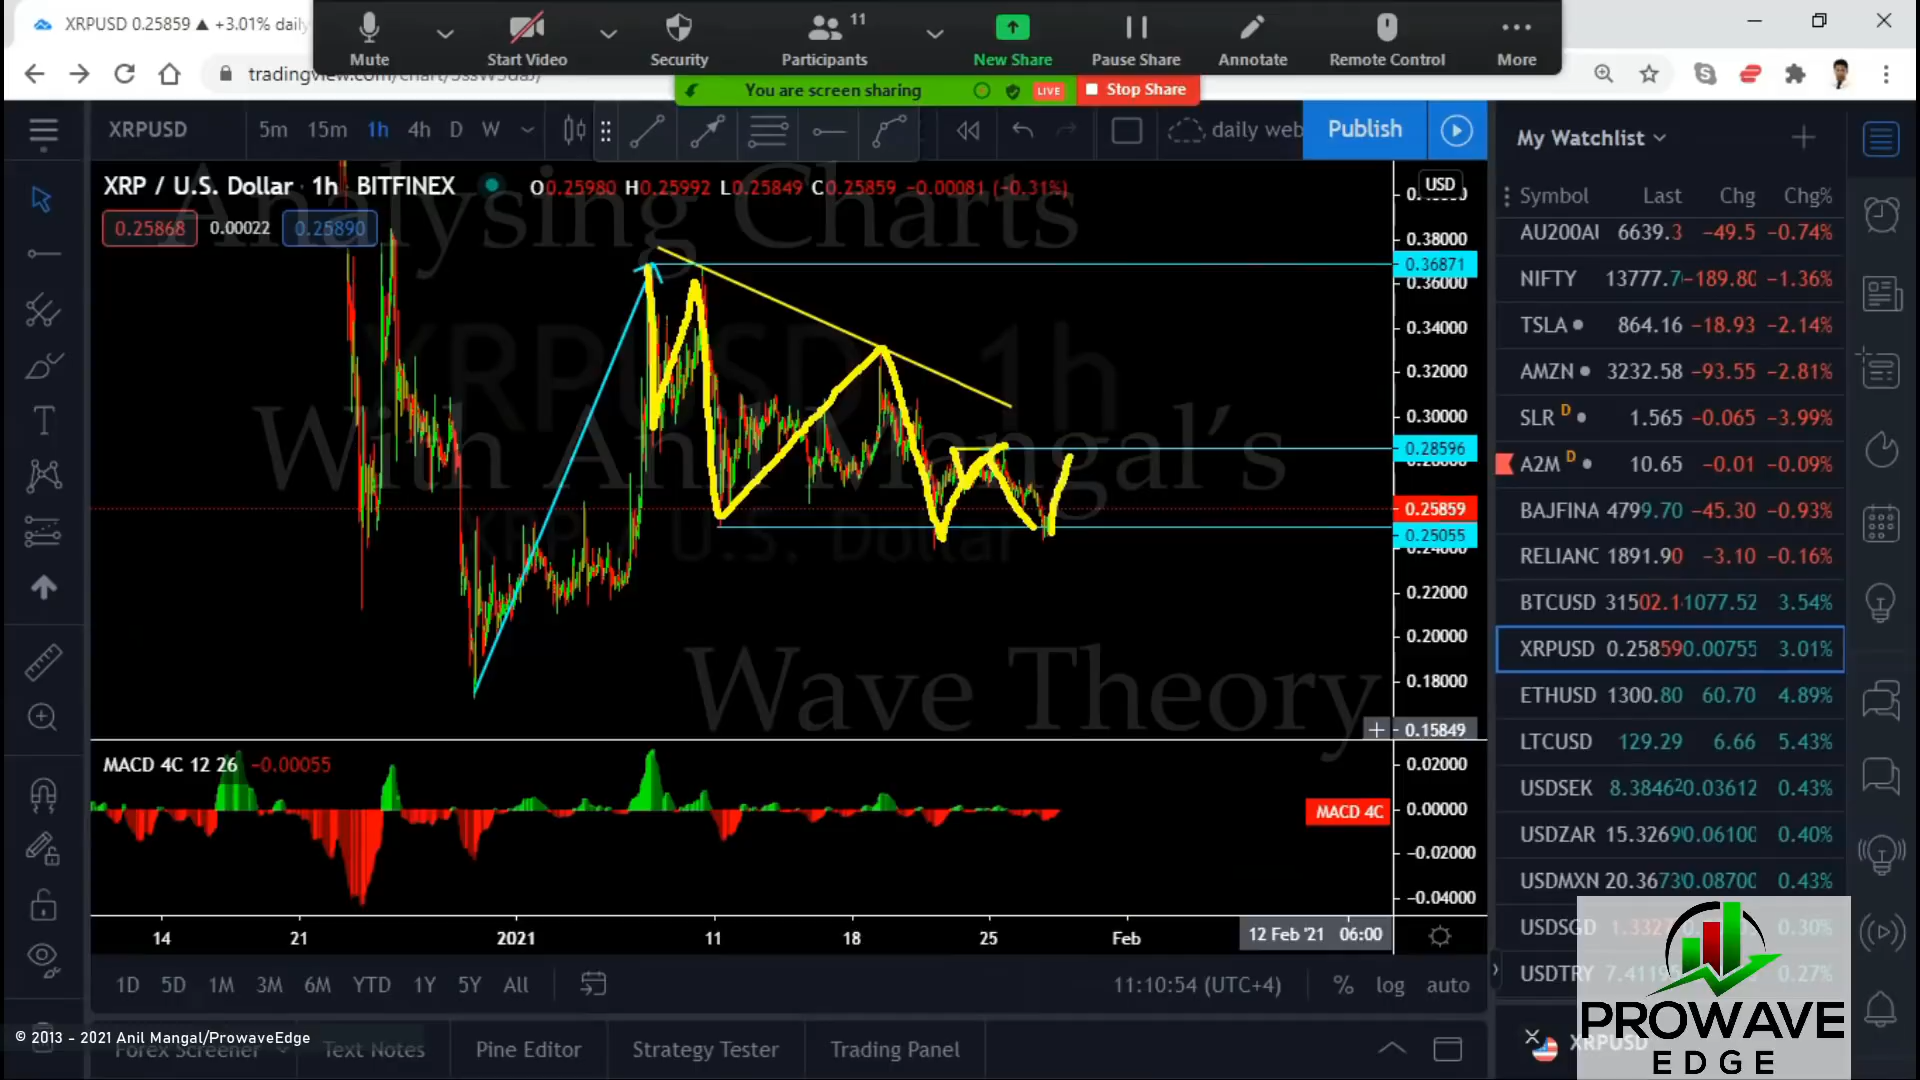 XRPUSD 0.25859 ▲ +3.01% daily
Mute
Start Video
Security
Participants 11
New Share
Pause Share
Annotate
Remote Control
More
You are screen sharing
LIVE
Stop Share
XRPUSD
5m 15m 1h 4h D W
daily web
Publish
My Watchlist
XRP / U.S. Dollar · 1h · BITFINEX
O0.25980 H0.25992 L0.25849 C0.25859 −0.00081 (−0.31%)
0.25868 0.00022 0.25890
Analysing Charts
With Anil Mangal's
Wave Theory
XRPUSD, 1h
XRP / U.S. Dollar
USD
0.38000
0.36871
0.36000
0.34000
0.32000
0.30000
0.28596
0.25859
0.25055
0.24000
0.22000
0.20000
0.18000
0.15849
MACD 4C 12 26 −0.00055
MACD 4C
0.02000
0.00000
−0.02000
−0.04000
14 21 2021 11 18 25 Feb
12 Feb '21 06:00
1D 5D 1M 3M 6M YTD 1Y 5Y All
11:10:54 (UTC+4)
% log auto
Forex Screener
Text Notes
Pine Editor
Strategy Tester
Trading Panel
© 2013 - 2021 Anil Mangal/ProwaveEdge
Symbol Last Chg Chg%
6639.3 −49.5 −0.74%
NIFTY 13777.7 −189.80 −1.36%
TSLA 864.16 −18.93 −2.14%
AMZN 3232.58 −93.55 −2.81%
SLR D 1.565 −0.065 −3.99%
A2M D 10.65 −0.01 −0.09%
BAJFINA 4799.70 −45.30 −0.93%
RELIANC 1891.90 −3.10 −0.16%
BTCUSD 31502.1 1077.52 3.54%
XRPUSD 0.25859 0.00755 3.01%
ETHUSD 1300.80 60.70 4.89%
LTCUSD 129.29 6.66 5.43%
USDSEK 8.38462 0.03612 0.43%
USDZAR 15.3269 0.06100 0.40%
USDMXN 20.3673 0.08700 0.43%
USDSGD 0.30%
USDTRY 0.27%
XRPUSD
PROWAVE
EDGE